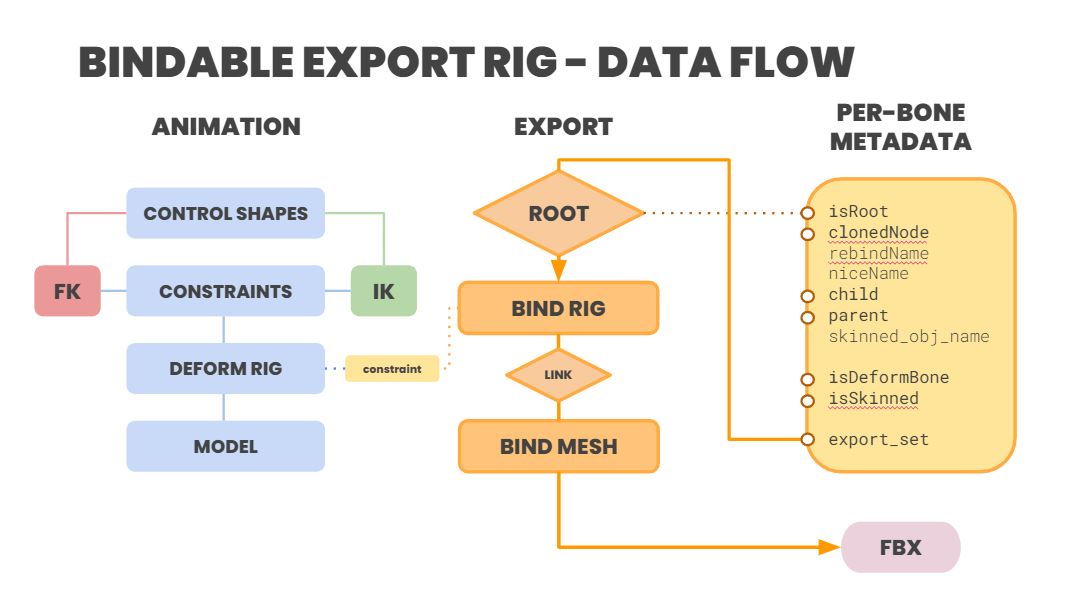 BINDABLE EXPORT RIG – DATA FLOW
ANIMATION
CONTROL SHAPES
FK
CONSTRAINTS
IK
DEFORM RIG
constraint
MODEL
EXPORT
ROOT
BIND RIG
LINK
BIND MESH
PER–BONE
METADATA
isRoot
clonedNode
rebindName
niceName
child
parent
skinned_obj_name
isDeformBone
isSkinned
export_set
FBX